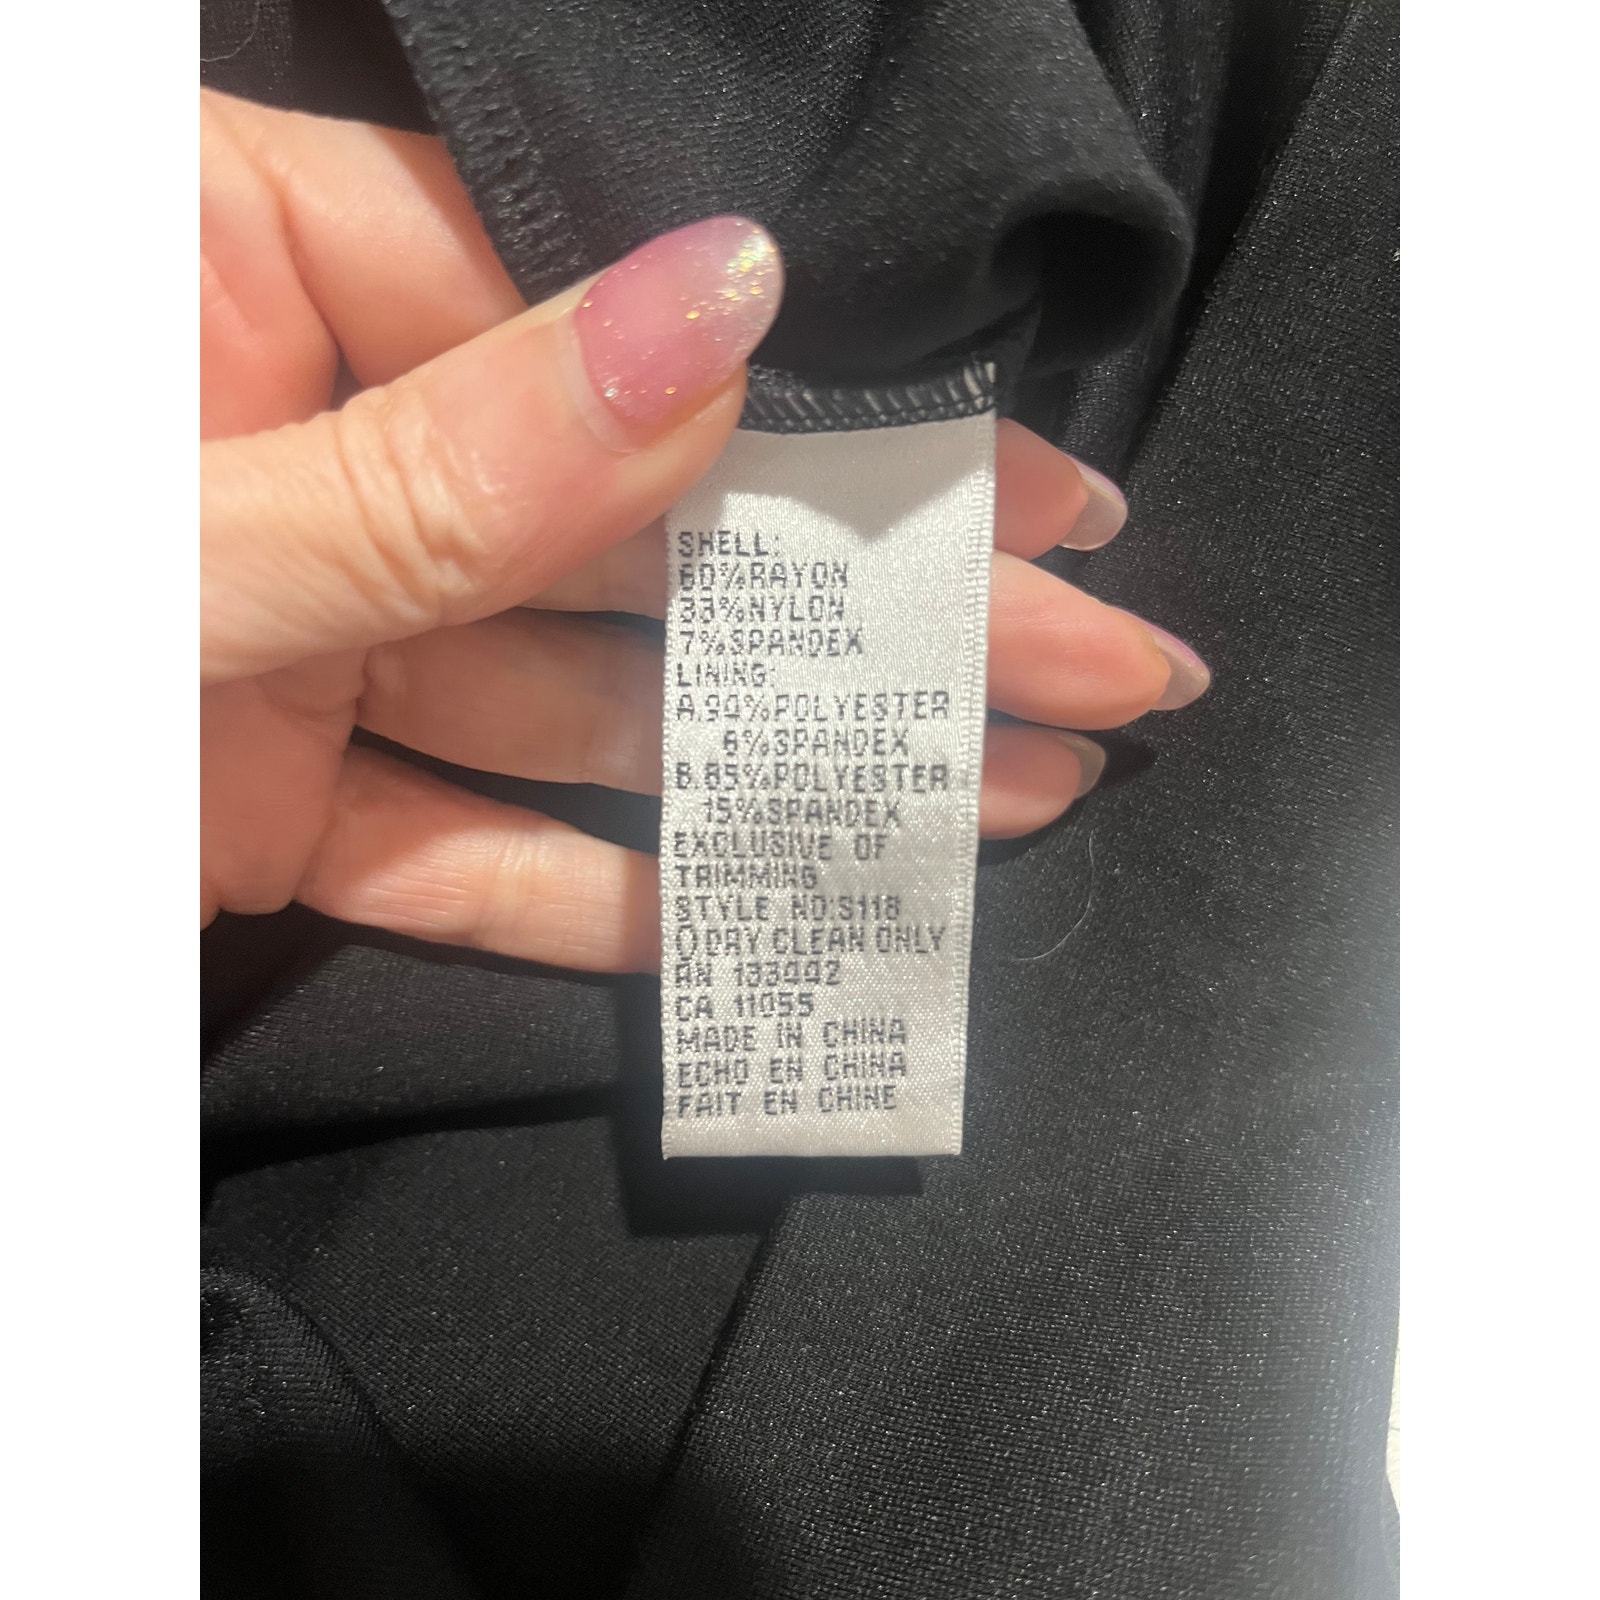 SHELL:
60%RAYON
33%NYLON
7%SPANDEX
LINING:
A.94%POLYESTER
6%SPANDEX
B.85%POLYESTER
15%SPANDEX
EXCLUSIVE OF
TRIMMING
STYLE NO:S118
DRY CLEAN ONLY
RN 133442
CA 11055
MADE IN CHINA
ECHO EN CHINA
FAIT EN CHINE